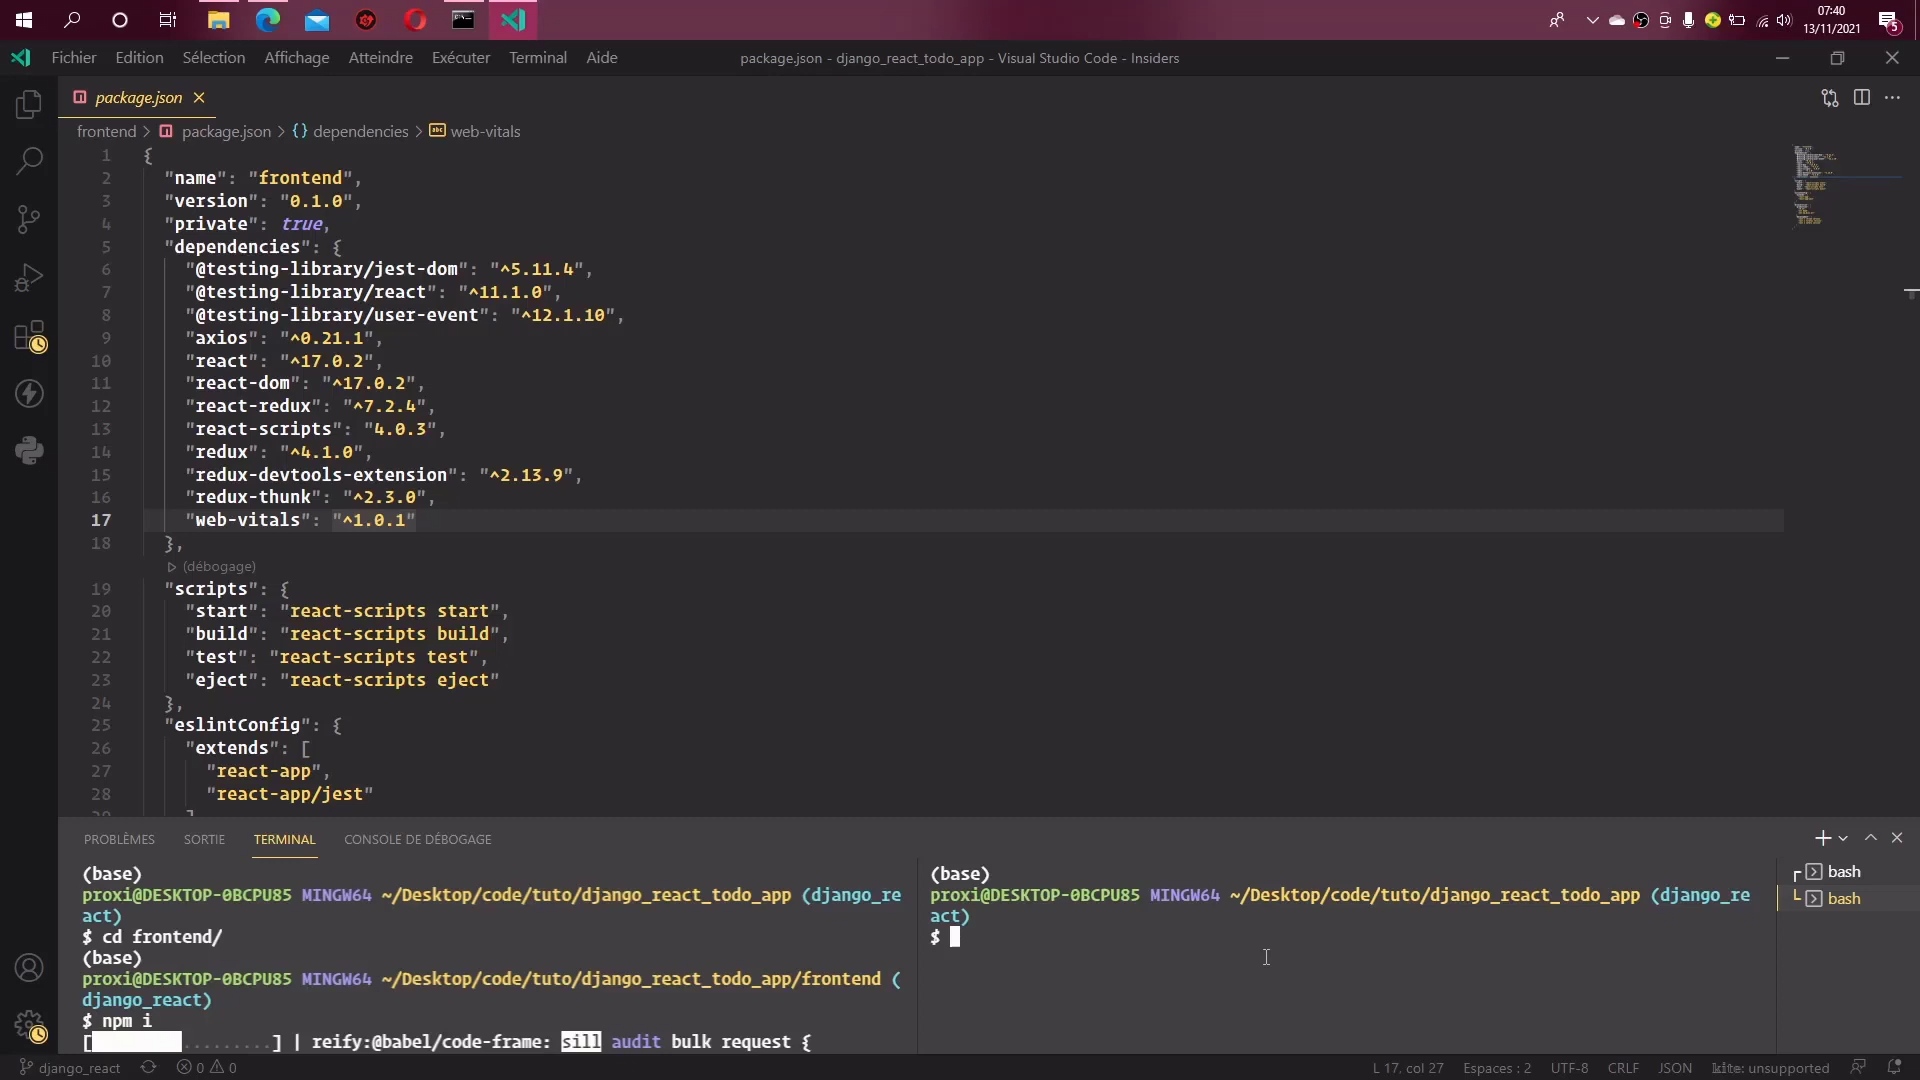 07:40
13/11/2021
5
Fichier Edition Sélection Affichage Atteindre Exécuter Terminal Aide
package.json - django_react_todo_app - Visual Studio Code - Insiders
package.json
frontend > package.json > {} dependencies > abc web-vitals
1 {
2 "name": "frontend",
3 "version": "0.1.0",
4 "private": true,
5 "dependencies": {
6 "@testing-library/jest-dom": "^5.11.4",
7 "@testing-library/react": "^11.1.0",
8 "@testing-library/user-event": "^12.1.10",
9 "axios": "^0.21.1",
10 "react": "^17.0.2",
11 "react-dom": "^17.0.2",
12 "react-redux": "^7.2.4",
13 "react-scripts": "4.0.3",
14 "redux": "^4.1.0",
15 "redux-devtools-extension": "^2.13.9",
16 "redux-thunk": "^2.3.0",
17 "web-vitals": "^1.0.1"
18 },
(débogage)
19 "scripts": {
20 "start": "react-scripts start",
21 "build": "react-scripts build",
22 "test": "react-scripts test",
23 "eject": "react-scripts eject"
24 },
25 "eslintConfig": {
26 "extends": [
27 "react-app",
28 "react-app/jest"
PROBLÈMES SORTIE TERMINAL CONSOLE DE DÉBOGAGE
(base)
proxi@DESKTOP-0BCPU85 MINGW64 ~/Desktop/code/tuto/django_react_todo_app (django_re
act)
$ cd frontend/
(base)
proxi@DESKTOP-0BCPU85 MINGW64 ~/Desktop/code/tuto/django_react_todo_app/frontend (
django_react)
$ npm i
[ .........] | reify:@babel/code-frame: sill audit bulk request {
(base)
proxi@DESKTOP-0BCPU85 MINGW64 ~/Desktop/code/tuto/django_react_todo_app (django_re
act)
$
bash
bash
django_react 0 0 L 17, col 27 Espaces : 2 UTF-8 CRLF JSON kite: unsupported